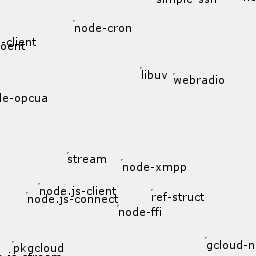 simple-ssh
node-cron
-client
oent
libuv
webradio
le-opcua
stream
node-xmpp
node.js-client
node.js-connect
ref-struct
node-ffi
pkgcloud
gcloud-n